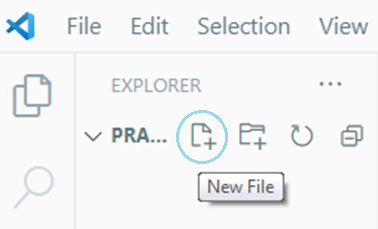 File Edit Selection View
EXPLORER ...
PRA...
New File